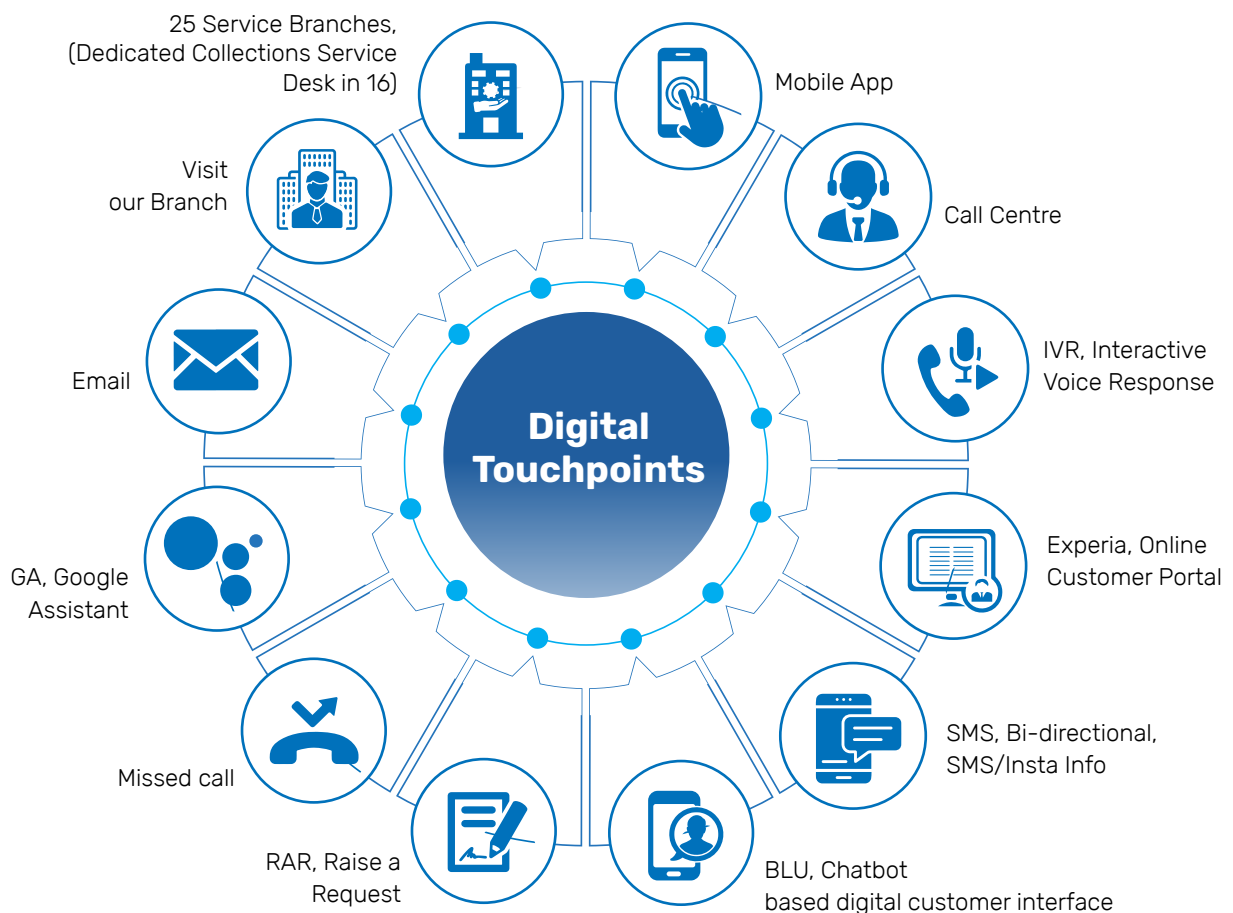 25 Service Branches,
(Dedicated Collections Service
Desk in 16)
Mobile App
Visit
our Branch
Call Centre
IVR, Interactive
Voice Response
Email
Digital
Touchpoints
GA, Google
Assistant
Experia, Online
Customer Portal
SMS, Bi-directional,
SMS/Insta Info
Missed call
RAR, Raise a
Request
BLU, Chatbot
based digital customer interface